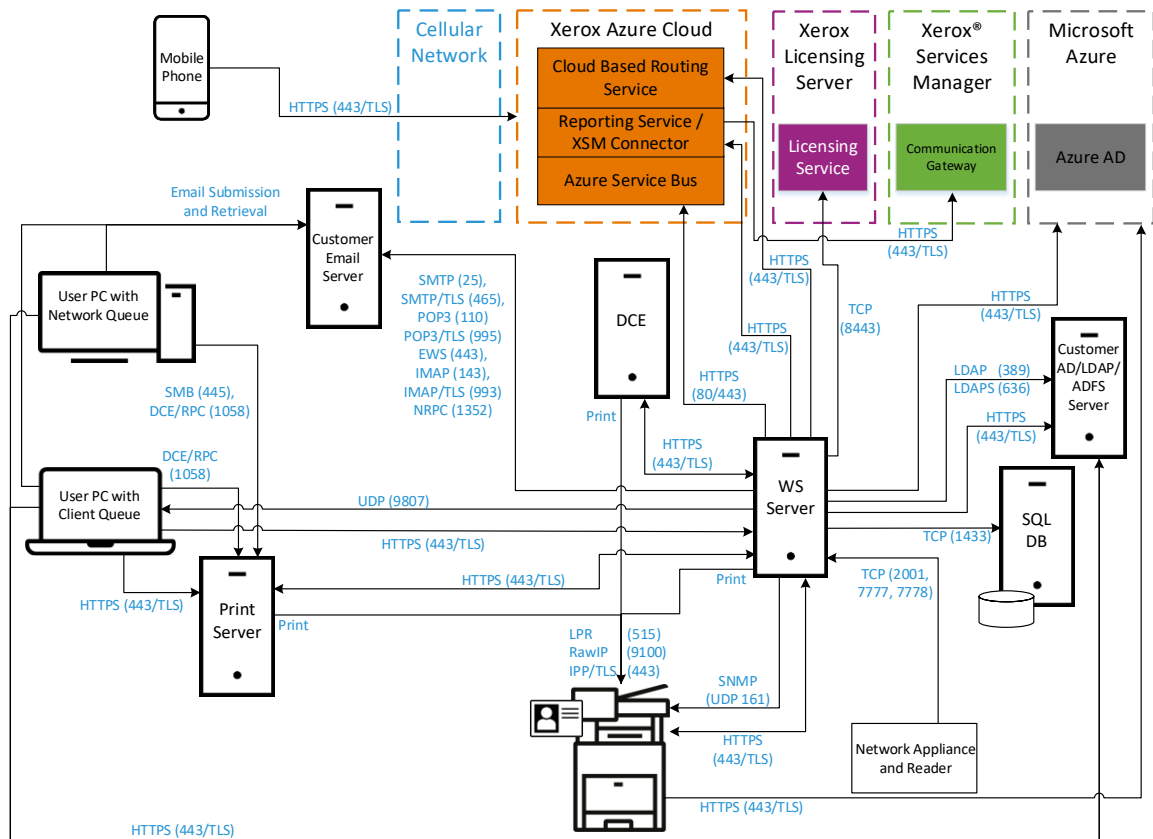 Cellular
Network
Xerox Azure Cloud
Xerox
Licensing
Server
Xerox®
Services
Manager
Microsoft
Azure
Mobile
Phone
HTTPS (443/TLS)
Cloud Based Routing
Service
Reporting Service /
XSM Connector
Azure Service Bus
Licensing
Service
Communication
Gateway
Azure AD
Email Submission
and Retrieval
Customer
Email Server
User PC with
Network Queue
SMTP (25),
SMTP/TLS (465),
POP3 (110)
POP3/TLS (995)
EWS (443)
IMAP (143),
IMAP/TLS (993)
NRPC (1352)
DCE
HTTPS
(443/TLS)
HTTPS
(443/TLS)
TCP
(8443)
HTTPS
(443/TLS)
HTTPS
(443/TLS)
HTTPS
(80/443)
Customer
AD/LDAP/
ADFS
Server
LDAP (389)
LDAPS (636)
HTTPS
(443/TLS)
SMB (445),
DCE/RPC (1058)
Print
HTTPS
(443/TLS)
DCE/RPC
(1058)
User PC with
Client Queue
UDP (9807)
WS
Server
SQL
DB
TCP (1433)
HTTPS (443/TLS)
HTTPS (443/TLS)
Print
TCP (2001,
7777, 7778)
HTTPS (443/TLS)
Print
Server
Print
LPR (515)
RawIP (9100)
IPP/TLS (443)
SNMP
(UDP 161)
HTTPS
(443/TLS)
Network Appliance
and Reader
HTTPS (443/TLS)
HTTPS (443/TLS)